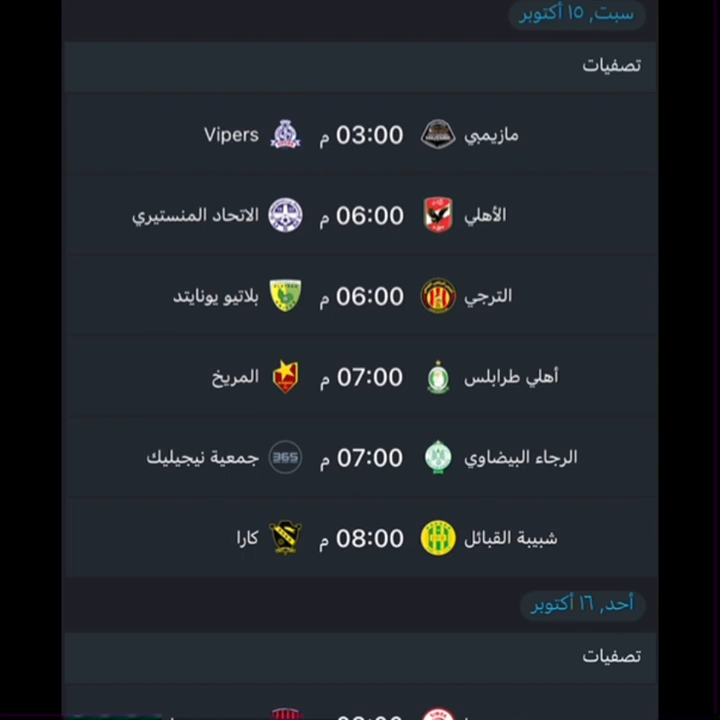 سبت, ١٥ أكتوبر
تصفيات
مازيمبي 03:00 م Vipers
الأهلي 06:00 م الاتحاد المنستيري
الترجي 06:00 م بلاتيو يونايتد
أهلي طرابلس 07:00 م المريخ
الرجاء البيضاوي 07:00 م 365 جمعية نيجيليك
شبيبة القبائل 08:00 م كارا
أحد, ١٦ أكتوبر
تصفيات